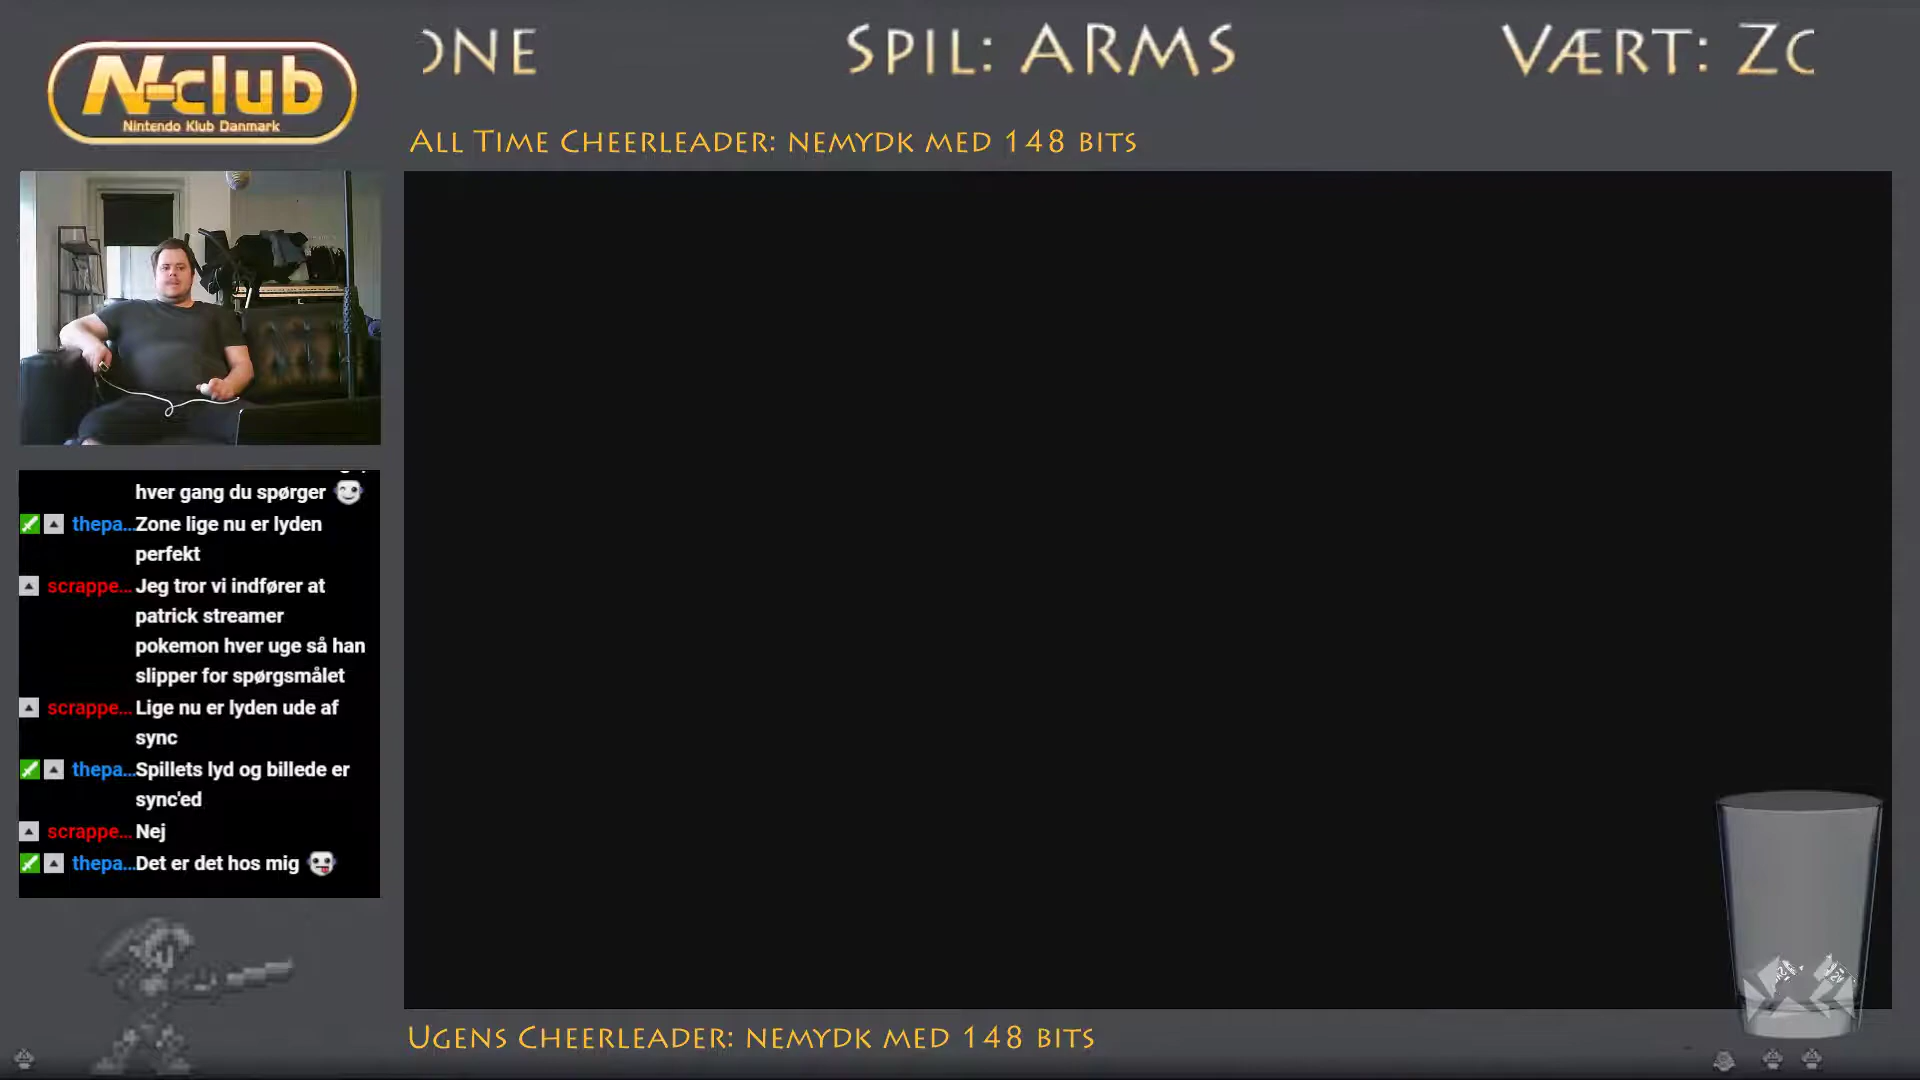 ONE
SPIL: ARMS
VÆRT: ZO
N-club
Nintendo Klub Danmark
ALL TIME CHEERLEADER: NEMYDK MED 148 BITS
hver gang du spørger
thepa... Zone lige nu er lyden
perfekt
scrappe... Jeg tror vi indfører at
patrick streamer
pokemon hver uge så han
slipper for spørgsmålet
scrappe... Lige nu er lyden ude af
sync
thepa... Spillets lyd og billede er
sync'ed
scrappe... Nej
thepa... Det er det hos mig
UGENS CHEERLEADER: NEMYDK MED 148 BITS